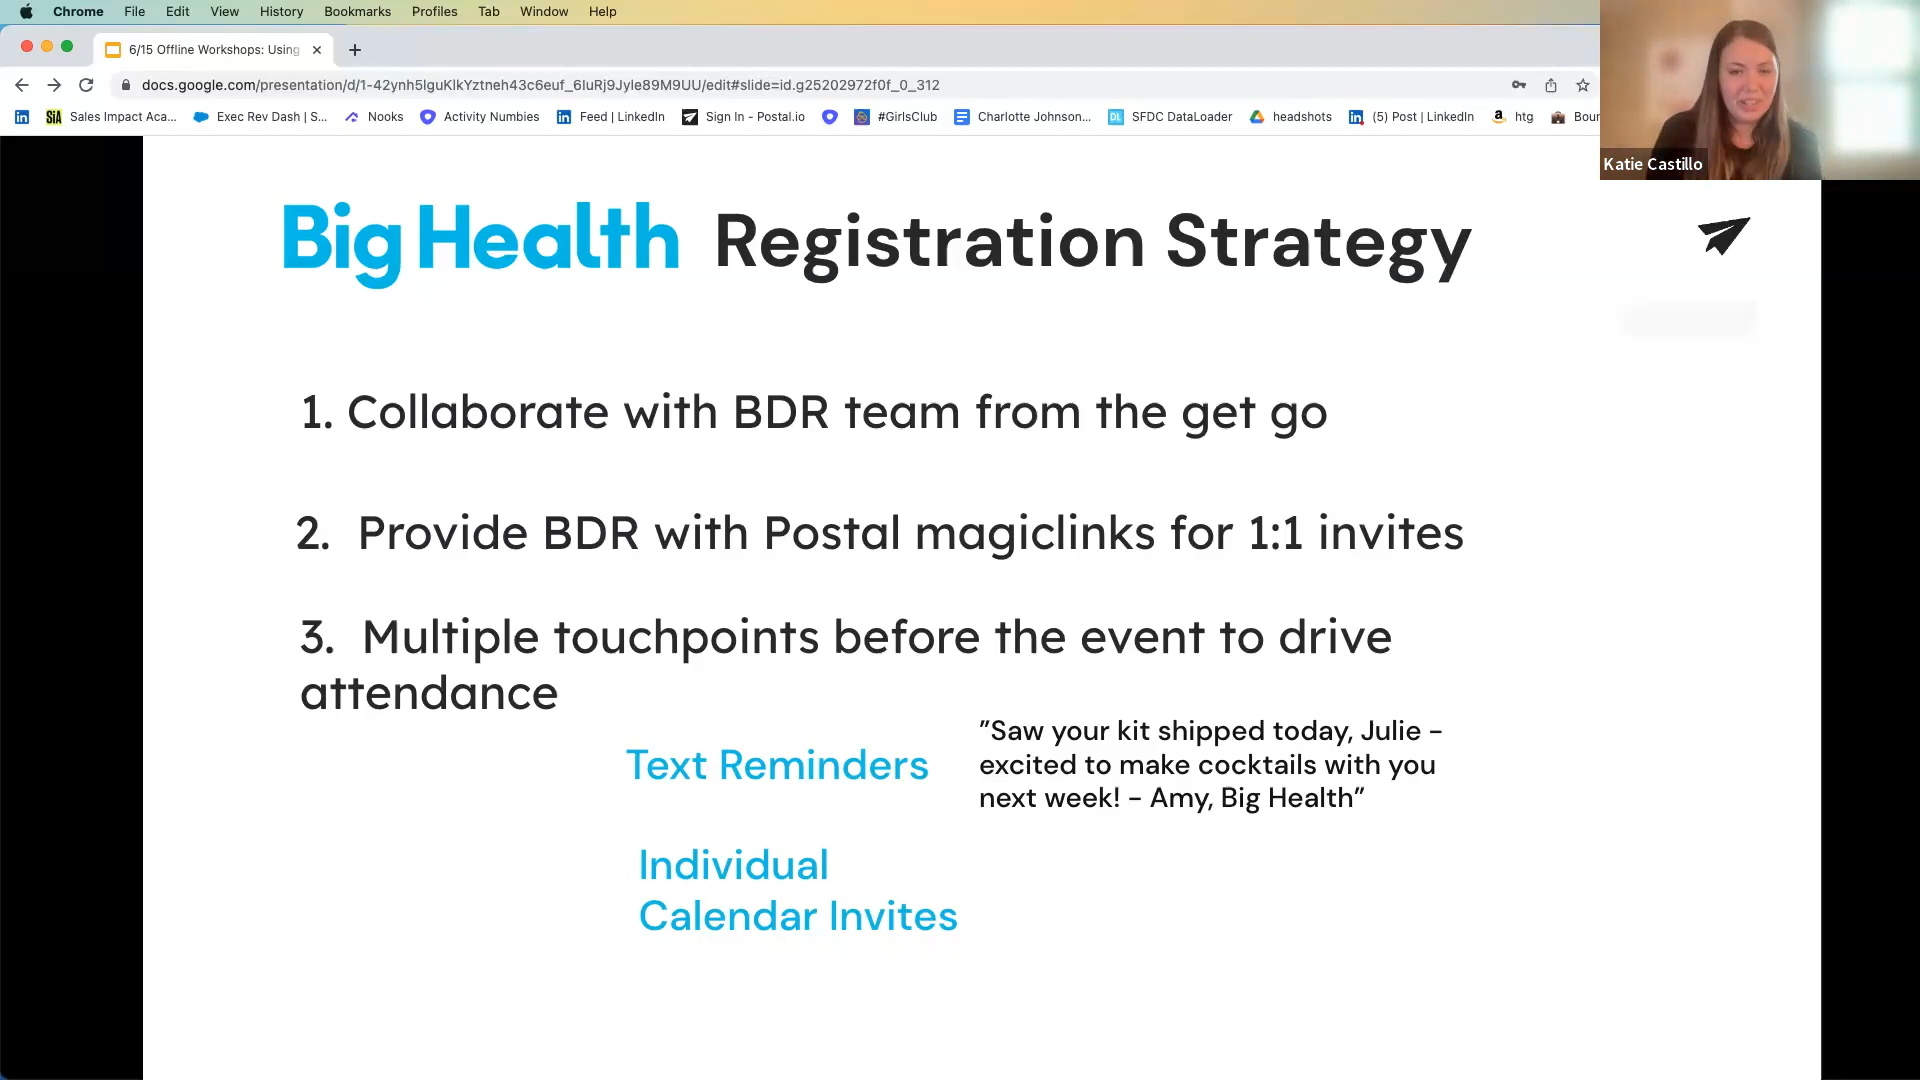 Chrome File Edit View History Bookmarks Profiles Tab Window Help
6/15 Offline Workshops: Using
docs.google.com/presentation/d/1-42ynh5lguKlkYztneh43c6euf_6IuRj9Jyle89M9UU/edit#slide=id.g25202972f0f_0_312
Sales Impact Aca... Exec Rev Dash | S... Nooks Activity Numbies Feed | LinkedIn Sign In - Postal.io #GirlsClub Charlotte Johnson... SFDC DataLoader headshots (5) Post | LinkedIn htg Bour
Katie Castillo
Big Health Registration Strategy
1. Collaborate with BDR team from the get go
2. Provide BDR with Postal magiclinks for 1:1 invites
3. Multiple touchpoints before the event to drive
attendance
Text Reminders
"Saw your kit shipped today, Julie -
excited to make cocktails with you
next week! - Amy, Big Health"
Individual
Calendar Invites